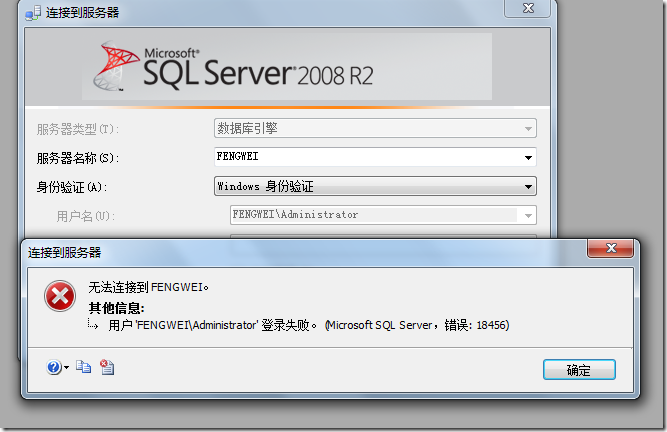 连接到服务器
Microsoft®
SQL Server® 2008 R2
服务器类型(T):
数据库引擎
服务器名称(S):
FENGWEI
身份验证(A):
Windows 身份验证
用户名(U):
FENGWEI\Administrator
连接到服务器
无法连接到 FENGWEI。
其他信息:
用户 'FENGWEI\Administrator' 登录失败。 (Microsoft SQL Server，错误: 18456)
确定